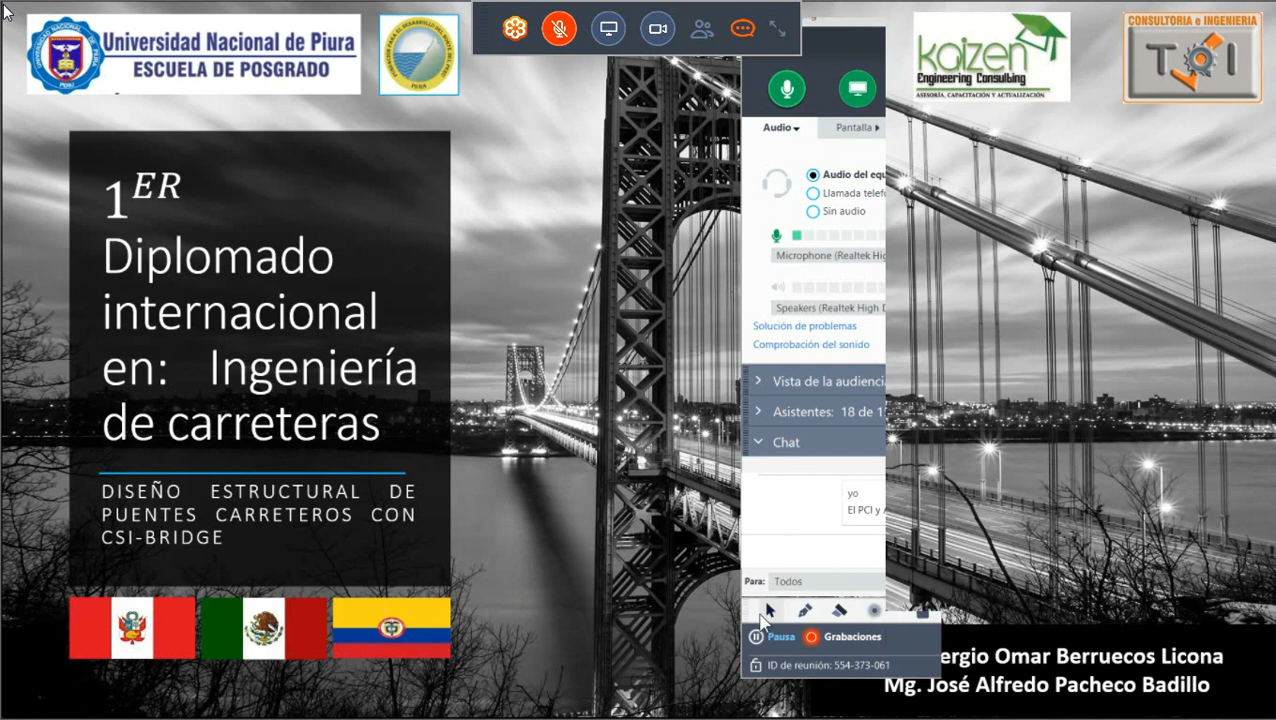 Universidad Nacional de Piura
ESCUELA DE POSGRADO
Kaizen
Engineering Consulting
ASESORÍA, CAPACITACIÓN Y ACTUALIZACIÓN
CONSULTORIA e INGENIERIA
1ER
Diplomado
internacional
en: Ingeniería
de carreteras
DISEÑO ESTRUCTURAL DE
PUENTES CARRETEROS CON
CSI-BRIDGE
Audio
Pantalla
Audio del equ
Llamada telef
Sin audio
Microphone (Realtek Hig
Speakers (Realtek High D
Solución de problemas
Comprobación del sonido
Vista de la audienci
Asistentes: 18 de 1
Chat
yo
El PCI y
Para: Todos
Pausa Grabaciones
ID de reunión: 554-373-061
ergio Omar Berruecos Licona
Mg. José Alfredo Pacheco Badillo